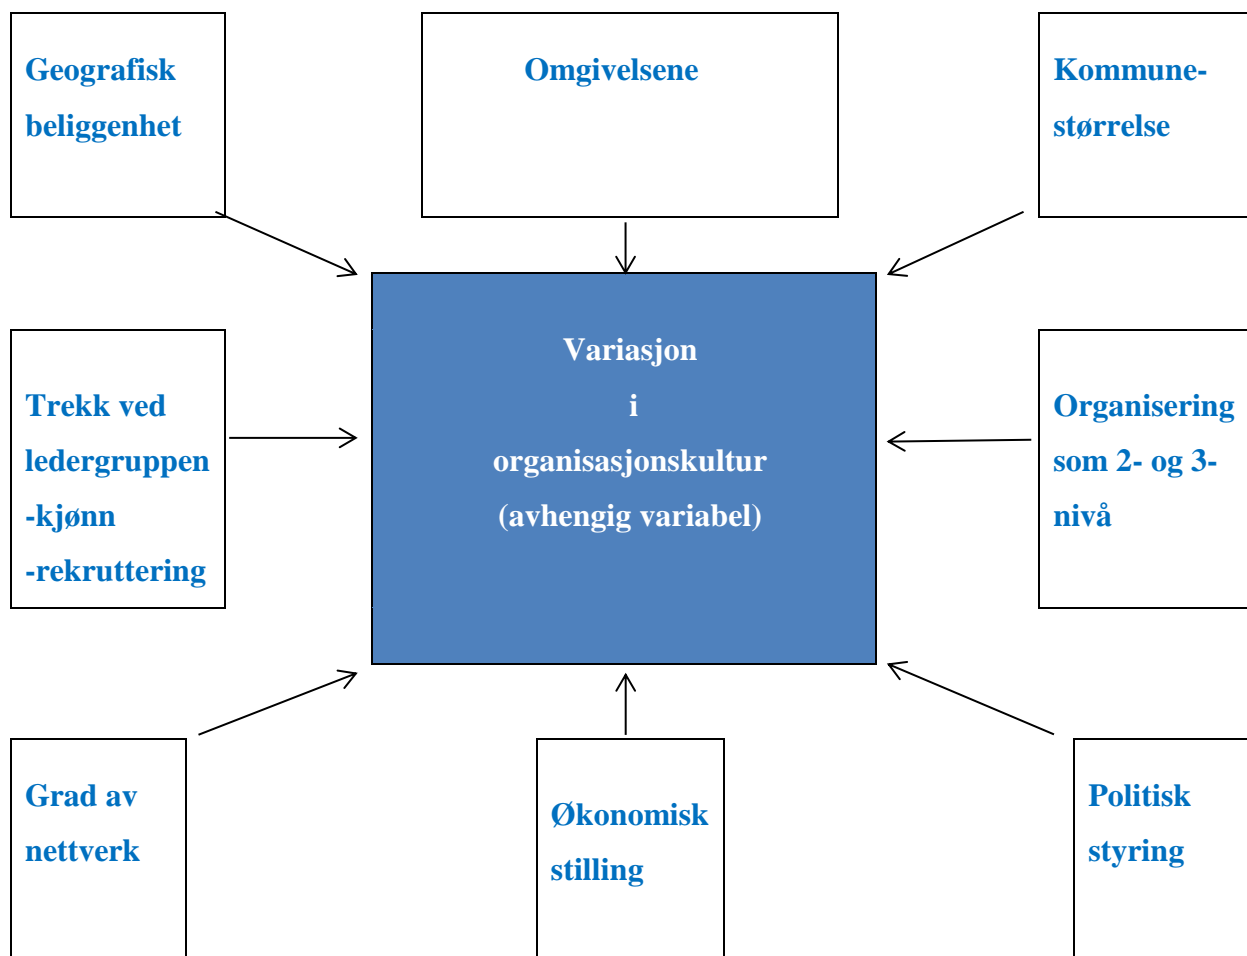 Geografisk
beliggenhet
Omgivelsene
Kommune-
størrelse
Trekk ved
ledergruppen
-kjønn
-rekruttering
Variasjon
i
organisasjonskultur
(avhengig variabel)
Organisering
som 2- og 3-
nivå
Grad av
nettverk
Økonomisk
stilling
Politisk
styring